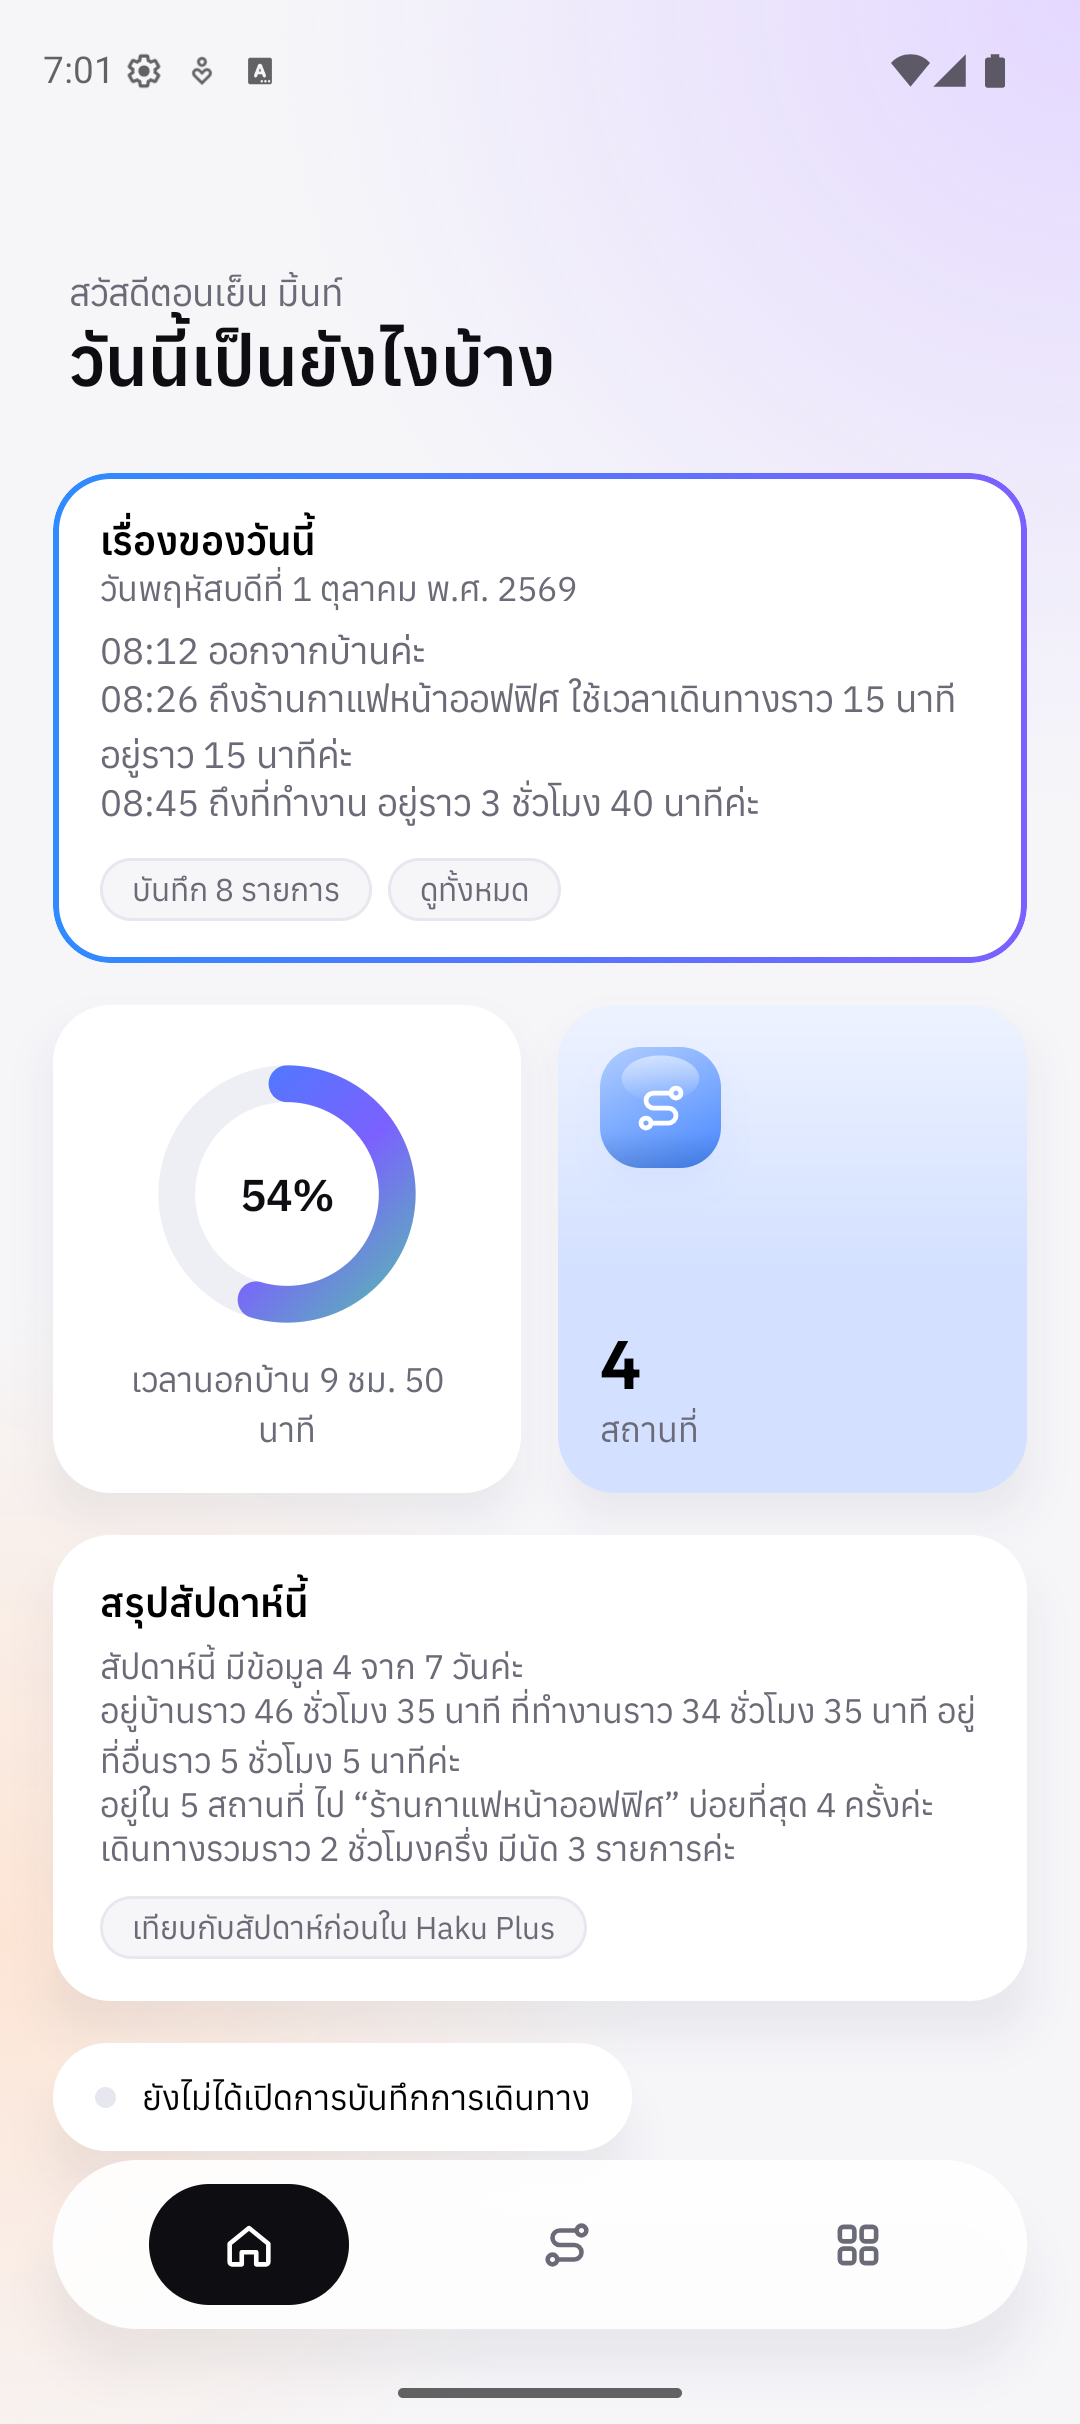 7:01
สวัสดีตอนเย็น มิ้นท์
วันนี้เป็นยังไงบ้าง
เรื่องของวันนี้
วันพฤหัสบดีที่ 1 ตุลาคม พ.ศ. 2569
08:12 ออกจากบ้านค่ะ
08:26 ถึงร้านกาแฟหน้าออฟฟิศ ใช้เวลาเดินทางราว 15 นาที
อยู่ราว 15 นาทีค่ะ
08:45 ถึงที่ทำงาน อยู่ราว 3 ชั่วโมง 40 นาทีค่ะ
บันทึก 8 รายการ
ดูทั้งหมด
54%
เวลานอกบ้าน 9 ชม. 50
นาที
4
สถานที่
สรุปสัปดาห์นี้
สัปดาห์นี้ มีข้อมูล 4 จาก 7 วันค่ะ
อยู่บ้านราว 46 ชั่วโมง 35 นาที ที่ทำงานราว 34 ชั่วโมง 35 นาที อยู่
ที่อื่นราว 5 ชั่วโมง 5 นาทีค่ะ
อยู่ใน 5 สถานที่ ไป “ร้านกาแฟหน้าออฟฟิศ” บ่อยที่สุด 4 ครั้งค่ะ
เดินทางรวมราว 2 ชั่วโมงครึ่ง มีนัด 3 รายการค่ะ
เทียบกับสัปดาห์ก่อนใน Haku Plus
ยังไม่ได้เปิดการบันทึกการเดินทาง